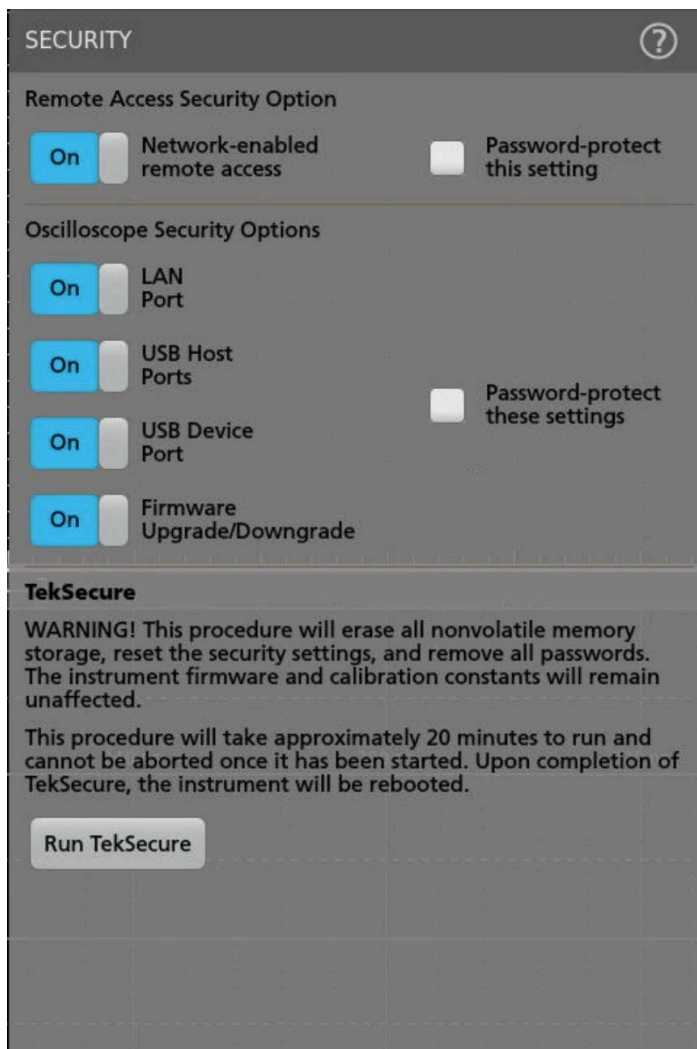 SECURITY
?
Remote Access Security Option
On
Network-enabled
remote access
Password-protect
this setting
Oscilloscope Security Options
On
LAN
Port
On
USB Host
Ports
Password-protect
these settings
On
USB Device
Port
On
Firmware
Upgrade/Downgrade
TekSecure
WARNING! This procedure will erase all nonvolatile memory
storage, reset the security settings, and remove all passwords.
The instrument firmware and calibration constants will remain
unaffected.
This procedure will take approximately 20 minutes to run and
cannot be aborted once it has been started. Upon completion of
TekSecure, the instrument will be rebooted.
Run TekSecure